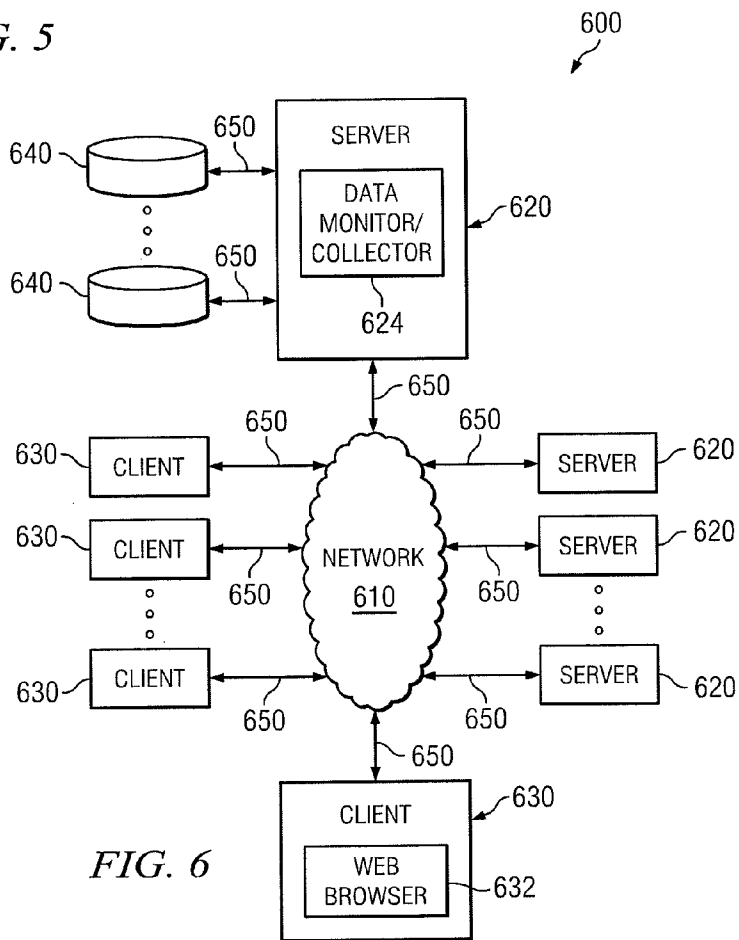 G. 5
600
650
SERVER
640
DATA
MONITOR/
COLLECTOR
620
650
640
624
650
650
650
630
CLIENT
SERVER
620
630
CLIENT
SERVER
620
650
NETWORK
610
650
630
CLIENT
SERVER
620
650
650
650
CLIENT
630
FIG. 6
WEB
BROWSER
632